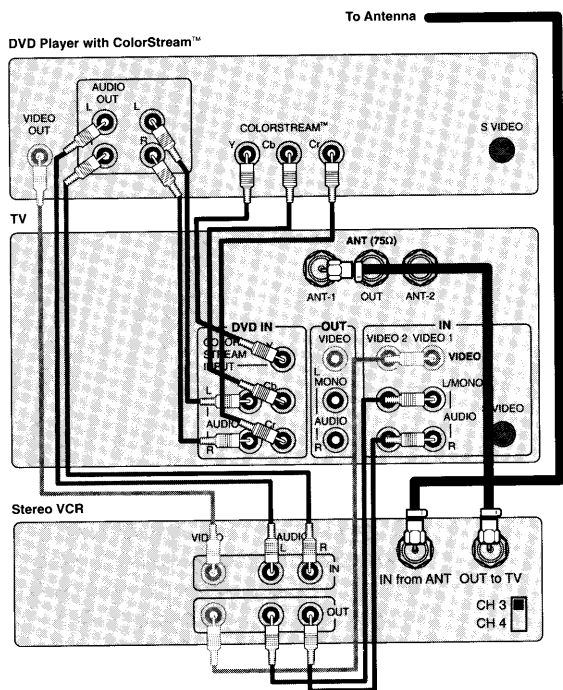 To Antenna
DVD Player with ColorStream™
AUDIO
OUT
VIDEO
OUT
L
L
R
COLORSTREAM™
Y Cb Cr
S VIDEO
TV
ANT (75Ω)
ANT-1 OUT ANT-2
DVD IN
COLOR
STREAM
INPUT
Y
Cb
Cr
L
AUDIO
R
OUT
VIDEO
L
MONO
AUDIO
R
IN
VIDEO 2 VIDEO 1
VIDEO
L/MONO
AUDIO
R
VIDEO
Stereo VCR
VIDEO
AUDIO
L R
IN
OUT
IN from ANT OUT to TV
CH 3
CH 4